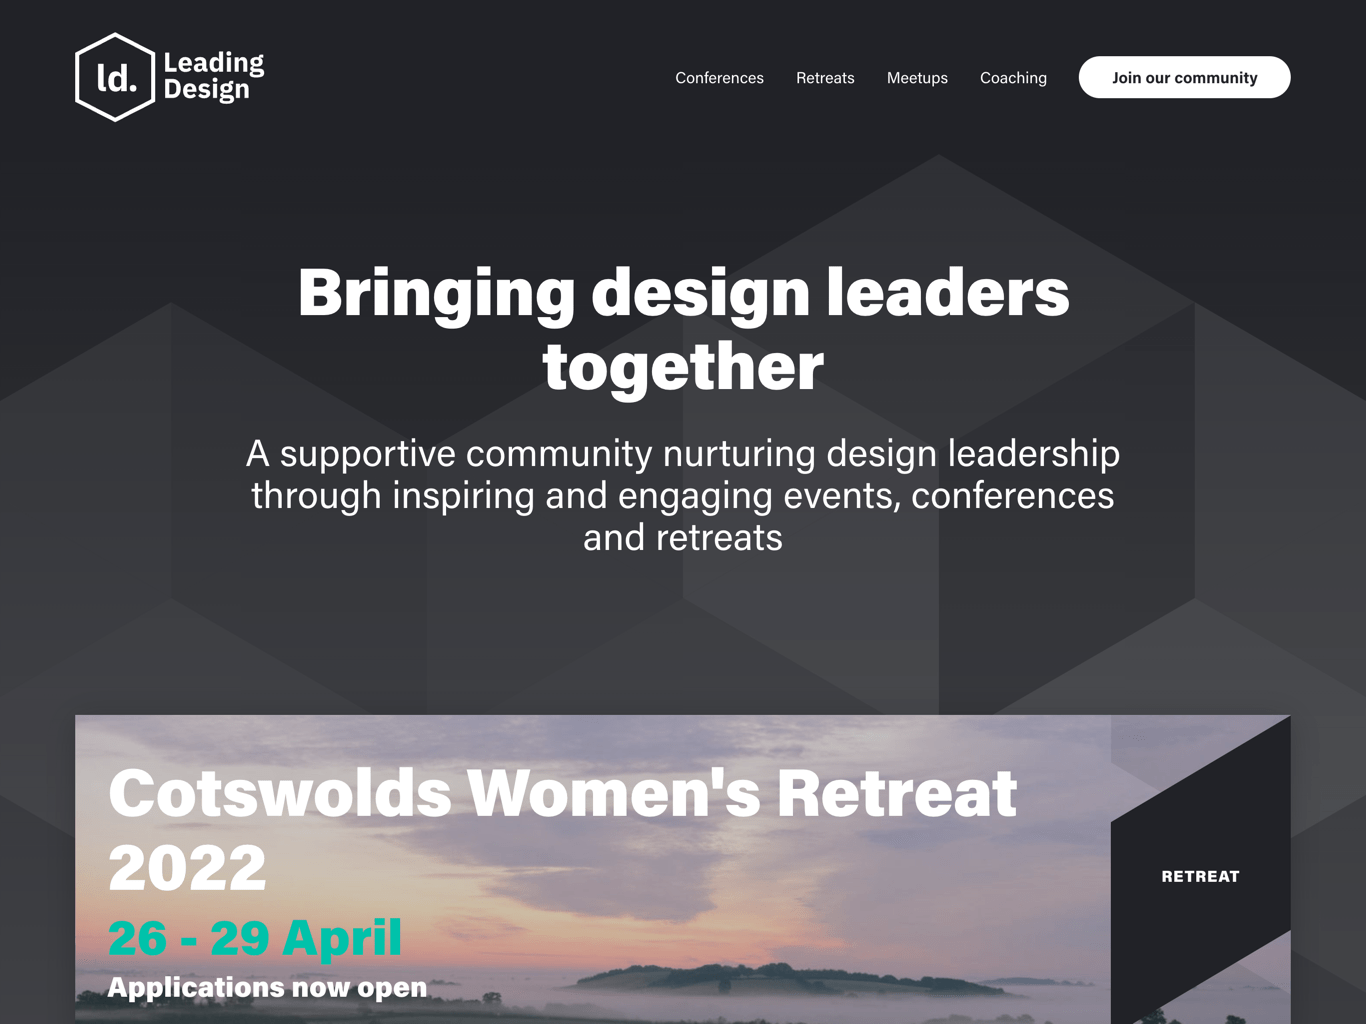 ld.
Leading
Design
Conferences
Retreats
Meetups
Coaching
Join our community
Bringing design leaders
together
A supportive community nurturing design leadership
through inspiring and engaging events, conferences
and retreats
Cotswolds Women's Retreat
2022
26 - 29 April
Applications now open
RETREAT